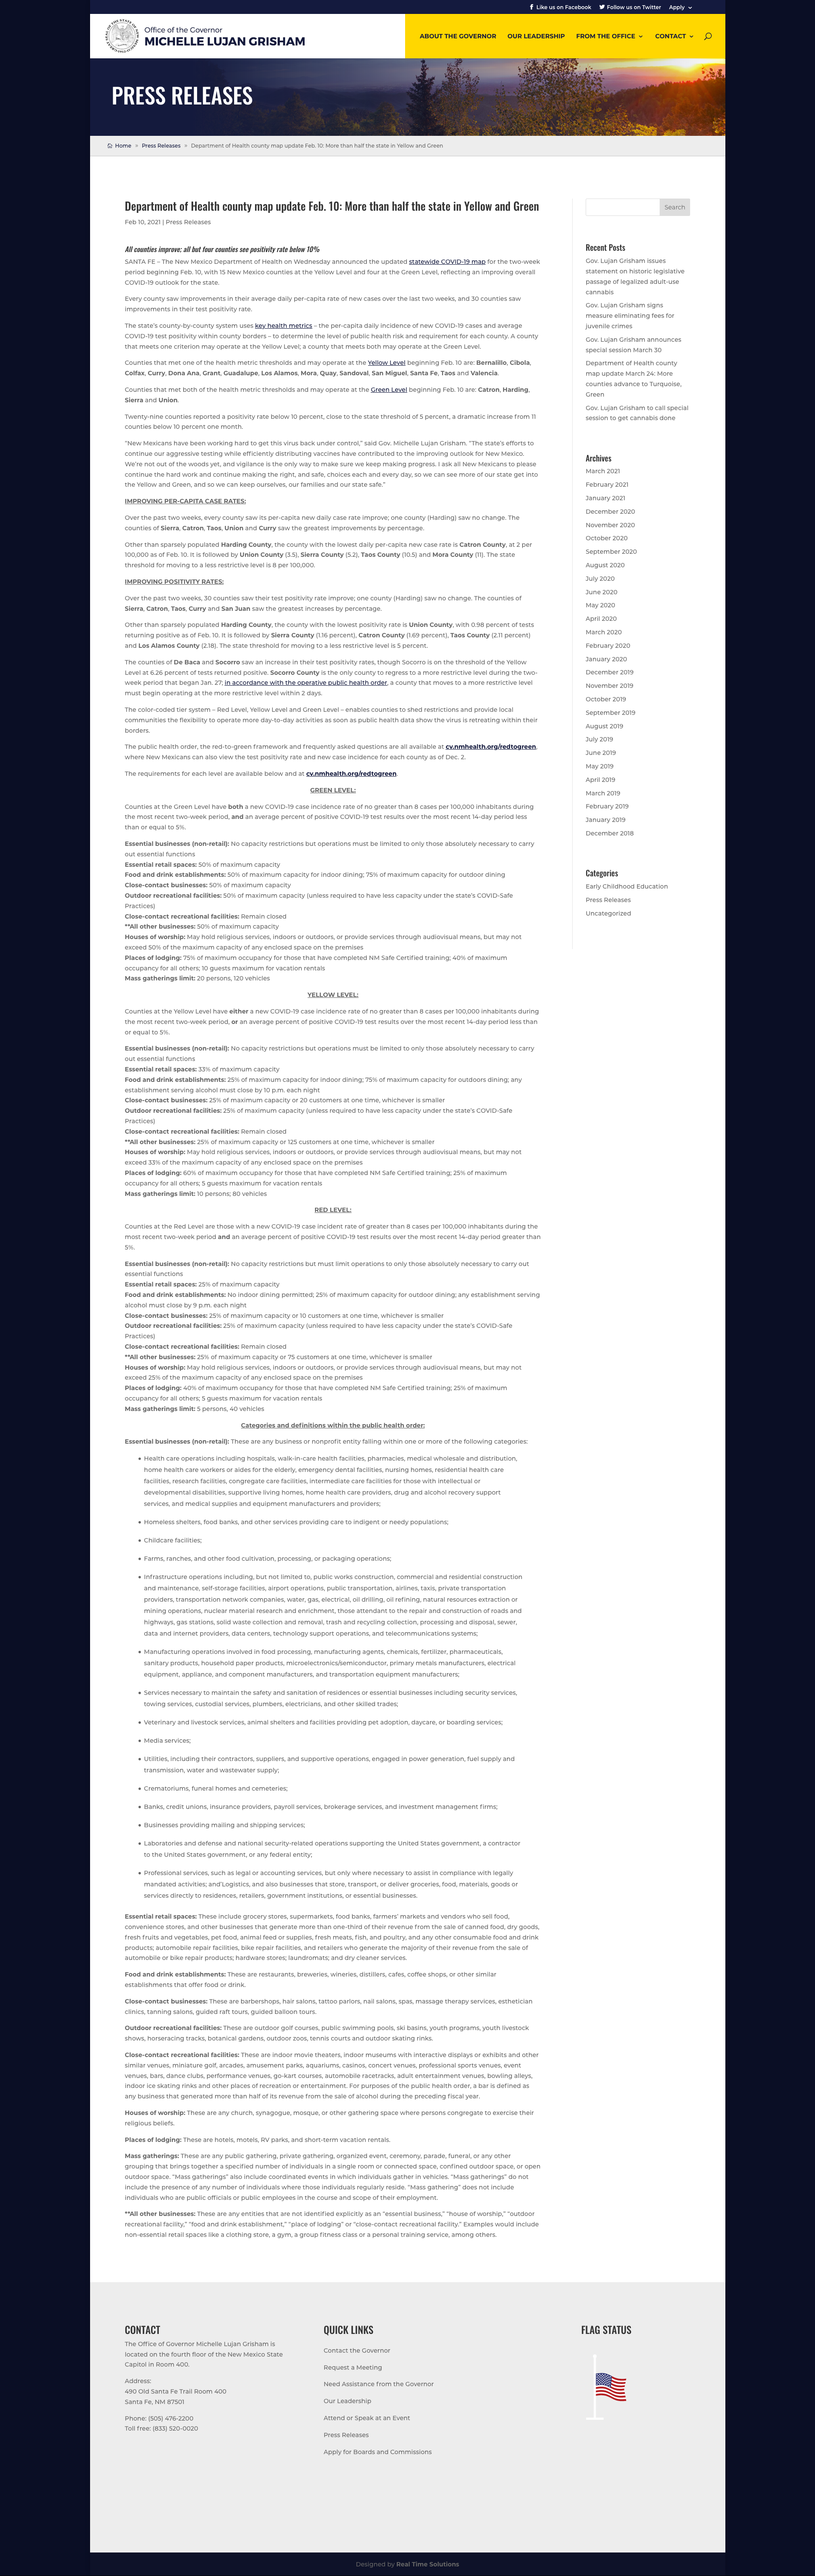 Like us on Facebook Follow us on Twitter Apply
Office of the Governor
MICHELLE LUJAN GRISHAM
ABOUT THE GOVERNOR OUR LEADERSHIP FROM THE OFFICE CONTACT
PRESS RELEASES
Home » Press Releases » Department of Health county map update Feb. 10: More than half the state in Yellow and Green
Department of Health county map update Feb. 10: More than half the state in Yellow and Green
Feb 10, 2021 | Press Releases
All counties improve; all but four counties see positivity rate below 10%
SANTA FE – The New Mexico Department of Health on Wednesday announced the updated statewide COVID-19 map for the two-week
period beginning Feb. 10, with 15 New Mexico counties at the Yellow Level and four at the Green Level, reflecting an improving overall
COVID-19 outlook for the state.
Every county saw improvements in their average daily per-capita rate of new cases over the last two weeks, and 30 counties saw
improvements in their test positivity rate.
The state's county-by-county system uses key health metrics – the per-capita daily incidence of new COVID-19 cases and average
COVID-19 test positivity within county borders – to determine the level of public health risk and requirement for each county. A county
that meets one criterion may operate at the Yellow Level; a county that meets both may operate at the Green Level.
Counties that met one of the health metric thresholds and may operate at the Yellow Level beginning Feb. 10 are: Bernalillo, Cibola,
Colfax, Curry, Dona Ana, Grant, Guadalupe, Los Alamos, Mora, Quay, Sandoval, San Miguel, Santa Fe, Taos and Valencia.
Counties that met both of the health metric thresholds and may operate at the Green Level beginning Feb. 10 are: Catron, Harding,
Sierra and Union.
Twenty-nine counties reported a positivity rate below 10 percent, close to the state threshold of 5 percent, a dramatic increase from 11
counties below 10 percent one month.
“New Mexicans have been working hard to get this virus back under control,” said Gov. Michelle Lujan Grisham. “The state's efforts to
continue our aggressive testing while efficiently distributing vaccines have contributed to the improving outlook for New Mexico.
We're not out of the woods yet, and vigilance is the only way to make sure we keep making progress. I ask all New Mexicans to please
continue the hard work and continue making the right, and safe, choices each and every day, so we can see more of our state get into
the Yellow and Green, and so we can keep ourselves, our families and our state safe.”
IMPROVING PER-CAPITA CASE RATES:
Over the past two weeks, every county saw its per-capita new daily case rate improve; one county (Harding) saw no change. The
counties of Sierra, Catron, Taos, Union and Curry saw the greatest improvements by percentage.
Other than sparsely populated Harding County, the county with the lowest daily per-capita new case rate is Catron County, at 2 per
100,000 as of Feb. 10. It is followed by Union County (3.5), Sierra County (5.2), Taos County (10.5) and Mora County (11). The state
threshold for moving to a less restrictive level is 8 per 100,000.
IMPROVING POSITIVITY RATES:
Over the past two weeks, 30 counties saw their test positivity rate improve; one county (Harding) saw no change. The counties of
Sierra, Catron, Taos, Curry and San Juan saw the greatest increases by percentage.
Other than sparsely populated Harding County, the county with the lowest positivity rate is Union County, with 0.98 percent of tests
returning positive as of Feb. 10. It is followed by Sierra County (1.16 percent), Catron County (1.69 percent), Taos County (2.11 percent)
and Los Alamos County (2.18). The state threshold for moving to a less restrictive level is 5 percent.
The counties of De Baca and Socorro saw an increase in their test positivity rates, though Socorro is on the threshold of the Yellow
Level at 6.26 percent of tests returned positive. Socorro County is the only county to regress to a more restrictive level during the two-
week period that began Jan. 27; in accordance with the operative public health order, a county that moves to a more restrictive level
must begin operating at the more restrictive level within 2 days.
The color-coded tier system – Red Level, Yellow Level and Green Level – enables counties to shed restrictions and provide local
communities the flexibility to operate more day-to-day activities as soon as public health data show the virus is retreating within their
borders.
The public health order, the red-to-green framework and frequently asked questions are all available at cv.nmhealth.org/redtogreen,
where New Mexicans can also view the test positivity rate and new case incidence for each county as of Dec. 2.
The requirements for each level are available below and at cv.nmhealth.org/redtogreen.
GREEN LEVEL:
Counties at the Green Level have both a new COVID-19 case incidence rate of no greater than 8 cases per 100,000 inhabitants during
the most recent two-week period, and an average percent of positive COVID-19 test results over the most recent 14-day period less
than or equal to 5%.
Essential businesses (non-retail): No capacity restrictions but operations must be limited to only those absolutely necessary to carry
out essential functions
Essential retail spaces: 50% of maximum capacity
Food and drink establishments: 50% of maximum capacity for indoor dining; 75% of maximum capacity for outdoor dining
Close-contact businesses: 50% of maximum capacity
Outdoor recreational facilities: 50% of maximum capacity (unless required to have less capacity under the state's COVID-Safe
Practices)
Close-contact recreational facilities: Remain closed
**All other businesses: 50% of maximum capacity
Houses of worship: May hold religious services, indoors or outdoors, or provide services through audiovisual means, but may not
exceed 50% of the maximum capacity of any enclosed space on the premises
Places of lodging: 75% of maximum occupancy for those that have completed NM Safe Certified training; 40% of maximum
occupancy for all others; 10 guests maximum for vacation rentals
Mass gatherings limit: 20 persons, 120 vehicles
YELLOW LEVEL:
Counties at the Yellow Level have either a new COVID-19 case incidence rate of no greater than 8 cases per 100,000 inhabitants during
the most recent two-week period, or an average percent of positive COVID-19 test results over the most recent 14-day period less than
or equal to 5%.
Essential businesses (non-retail): No capacity restrictions but operations must be limited to only those absolutely necessary to carry
out essential functions
Essential retail spaces: 33% of maximum capacity
Food and drink establishments: 25% of maximum capacity for indoor dining; 75% of maximum capacity for outdoors dining; any
establishment serving alcohol must close by 10 p.m. each night
Close-contact businesses: 25% of maximum capacity or 20 customers at one time, whichever is smaller
Outdoor recreational facilities: 25% of maximum capacity (unless required to have less capacity under the state's COVID-Safe
Practices)
Close-contact recreational facilities: Remain closed
**All other businesses: 25% of maximum capacity or 125 customers at one time, whichever is smaller
Houses of worship: May hold religious services, indoors or outdoors, or provide services through audiovisual means, but may not
exceed 33% of the maximum capacity of any enclosed space on the premises
Places of lodging: 60% of maximum occupancy for those that have completed NM Safe Certified training; 25% of maximum
occupancy for all others; 5 guests maximum for vacation rentals
Mass gatherings limit: 10 persons; 80 vehicles
RED LEVEL:
Counties at the Red Level are those with a new COVID-19 case incident rate of greater than 8 cases per 100,000 inhabitants during the
most recent two-week period and an average percent of positive COVID-19 test results over the most recent 14-day period greater than
5%.
Essential businesses (non-retail): No capacity restrictions but must limit operations to only those absolutely necessary to carry out
essential functions
Essential retail spaces: 25% of maximum capacity
Food and drink establishments: No indoor dining permitted; 25% of maximum capacity for outdoor dining; any establishment serving
alcohol must close by 9 p.m. each night
Close-contact businesses: 25% of maximum capacity or 10 customers at one time, whichever is smaller
Outdoor recreational facilities: 25% of maximum capacity (unless required to have less capacity under the state's COVID-Safe
Practices)
Close-contact recreational facilities: Remain closed
**All other businesses: 25% of maximum capacity or 75 customers at one time, whichever is smaller
Houses of worship: May hold religious services, indoors or outdoors, or provide services through audiovisual means, but may not
exceed 25% of the maximum capacity of any enclosed space on the premises
Places of lodging: 40% of maximum occupancy for those that have completed NM Safe Certified training; 25% of maximum
occupancy for all others; 5 guests maximum for vacation rentals
Mass gatherings limit: 5 persons, 40 vehicles
Categories and definitions within the public health order:
Essential businesses (non-retail): These are any business or nonprofit entity falling within one or more of the following categories:
• Health care operations including hospitals, walk-in-care health facilities, pharmacies, medical wholesale and distribution,
home health care workers or aides for the elderly, emergency dental facilities, nursing homes, residential health care
facilities, research facilities, congregate care facilities, intermediate care facilities for those with intellectual or
developmental disabilities, supportive living homes, home health care providers, drug and alcohol recovery support
services, and medical supplies and equipment manufacturers and providers;
• Homeless shelters, food banks, and other services providing care to indigent or needy populations;
• Childcare facilities;
• Farms, ranches, and other food cultivation, processing, or packaging operations;
• Infrastructure operations including, but not limited to, public works construction, commercial and residential construction
and maintenance, self-storage facilities, airport operations, public transportation, airlines, taxis, private transportation
providers, transportation network companies, water, gas, electrical, oil drilling, oil refining, natural resources extraction or
mining operations, nuclear material research and enrichment, those attendant to the repair and construction of roads and
highways, gas stations, solid waste collection and removal, trash and recycling collection, processing and disposal, sewer,
data and internet providers, data centers, technology support operations, and telecommunications systems;
• Manufacturing operations involved in food processing, manufacturing agents, chemicals, fertilizer, pharmaceuticals,
sanitary products, household paper products, microelectronics/semiconductor, primary metals manufacturers, electrical
equipment, appliance, and component manufacturers, and transportation equipment manufacturers;
• Services necessary to maintain the safety and sanitation of residences or essential businesses including security services,
towing services, custodial services, plumbers, electricians, and other skilled trades;
• Veterinary and livestock services, animal shelters and facilities providing pet adoption, daycare, or boarding services;
• Media services;
• Utilities, including their contractors, suppliers, and supportive operations, engaged in power generation, fuel supply and
transmission, water and wastewater supply;
• Crematoriums, funeral homes and cemeteries;
• Banks, credit unions, insurance providers, payroll services, brokerage services, and investment management firms;
• Businesses providing mailing and shipping services;
• Laboratories and defense and national security-related operations supporting the United States government, a contractor
to the United States government, or any federal entity;
• Professional services, such as legal or accounting services, but only where necessary to assist in compliance with legally
mandated activities; and'Logistics, and also businesses that store, transport, or deliver groceries, food, materials, goods or
services directly to residences, retailers, government institutions, or essential businesses.
Essential retail spaces: These include grocery stores, supermarkets, food banks, farmers' markets and vendors who sell food,
convenience stores, and other businesses that generate more than one-third of their revenue from the sale of canned food, dry goods,
fresh fruits and vegetables, pet food, animal feed or supplies, fresh meats, fish, and poultry, and any other consumable food and drink
products; automobile repair facilities, bike repair facilities, and retailers who generate the majority of their revenue from the sale of
automobile or bike repair products; hardware stores; laundromats; and dry cleaner services.
Food and drink establishments: These are restaurants, breweries, wineries, distillers, cafes, coffee shops, or other similar
establishments that offer food or drink.
Close-contact businesses: These are barbershops, hair salons, tattoo parlors, nail salons, spas, massage therapy services, esthetician
clinics, tanning salons, guided raft tours, guided balloon tours.
Outdoor recreational facilities: These are outdoor golf courses, public swimming pools, ski basins, youth programs, youth livestock
shows, horseracing tracks, botanical gardens, outdoor zoos, tennis courts and outdoor skating rinks.
Close-contact recreational facilities: These are indoor movie theaters, indoor museums with interactive displays or exhibits and other
similar venues, miniature golf, arcades, amusement parks, aquariums, casinos, concert venues, professional sports venues, event
venues, bars, dance clubs, performance venues, go-kart courses, automobile racetracks, adult entertainment venues, bowling alleys,
indoor ice skating rinks and other places of recreation or entertainment. For purposes of the public health order, a bar is defined as
any business that generated more than half of its revenue from the sale of alcohol during the preceding fiscal year.
Houses of worship: These are any church, synagogue, mosque, or other gathering space where persons congregate to exercise their
religious beliefs.
Places of lodging: These are hotels, motels, RV parks, and short-term vacation rentals.
Mass gatherings: These are any public gathering, private gathering, organized event, ceremony, parade, funeral, or any other
grouping that brings together a specified number of individuals in a single room or connected space, confined outdoor space, or open
outdoor space. “Mass gatherings” also include coordinated events in which individuals gather in vehicles. “Mass gatherings” do not
include the presence of any number of individuals where those individuals regularly reside. “Mass gathering” does not include
individuals who are public officials or public employees in the course and scope of their employment.
**All other businesses: These are any entities that are not identified explicitly as an “essential business,” “house of worship,” “outdoor
recreational facility,” “food and drink establishment,” “place of lodging” or “close-contact recreational facility.” Examples would include
non-essential retail spaces like a clothing store, a gym, a group fitness class or a personal training service, among others.
Search
Recent Posts
Gov. Lujan Grisham issues
statement on historic legislative
passage of legalized adult-use
cannabis
Gov. Lujan Grisham signs
measure eliminating fees for
juvenile crimes
Gov. Lujan Grisham announces
special session March 30
Department of Health county
map update March 24: More
counties advance to Turquoise,
Green
Gov. Lujan Grisham to call special
session to get cannabis done
Archives
March 2021
February 2021
January 2021
December 2020
November 2020
October 2020
September 2020
August 2020
July 2020
June 2020
May 2020
April 2020
March 2020
February 2020
January 2020
December 2019
November 2019
October 2019
September 2019
August 2019
July 2019
June 2019
May 2019
April 2019
March 2019
February 2019
January 2019
December 2018
Categories
Early Childhood Education
Press Releases
Uncategorized
CONTACT
The Office of Governor Michelle Lujan Grisham is
located on the fourth floor of the New Mexico State
Capitol in Room 400.
Address:
490 Old Santa Fe Trail Room 400
Santa Fe, NM 87501
Phone: (505) 476-2200
Toll free: (833) 520-0020
QUICK LINKS
Contact the Governor
Request a Meeting
Need Assistance from the Governor
Our Leadership
Attend or Speak at an Event
Press Releases
Apply for Boards and Commissions
FLAG STATUS
Designed by Real Time Solutions